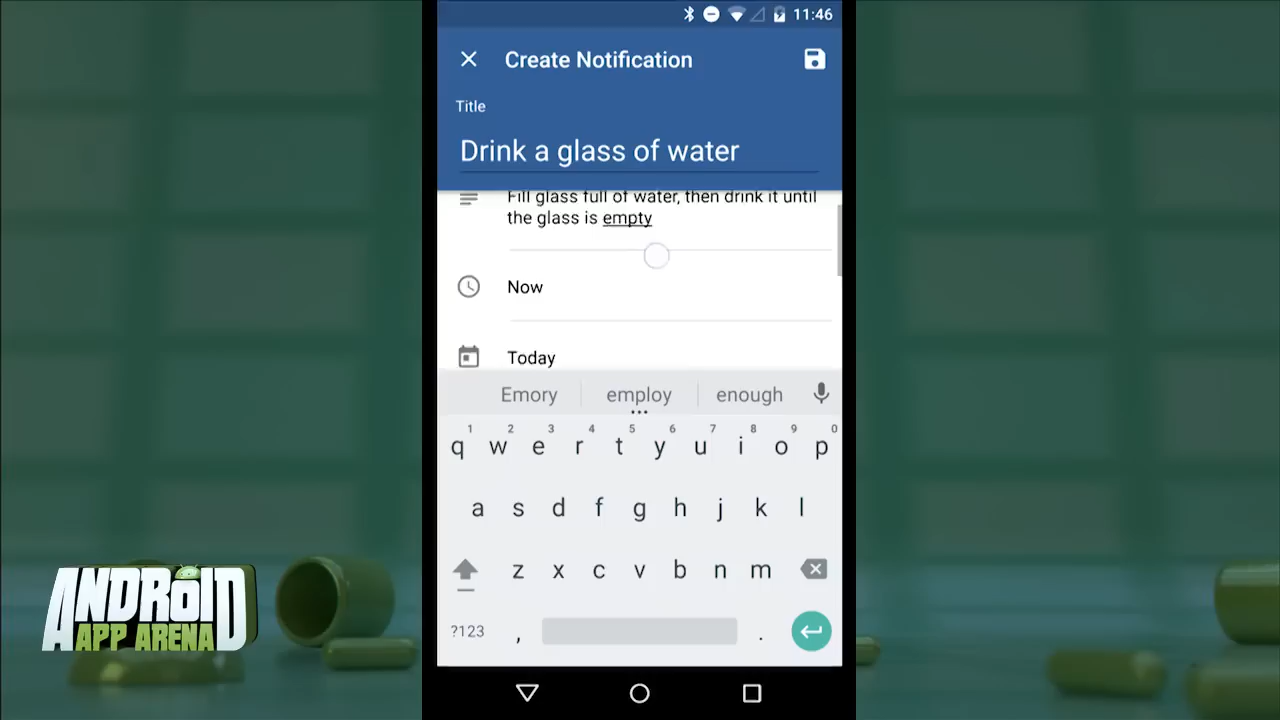 11:46
Create Notification
Title
Drink a glass of water
Fill glass full of water, then drink it until
the glass is empty
Now
Today
Emory employ enough
1 2 3 4 5 6 7 8 9 0
q w e r t y u i o p
a s d f g h j k l
z x c v b n m
?123 , .
ANDROID
APP ARENA